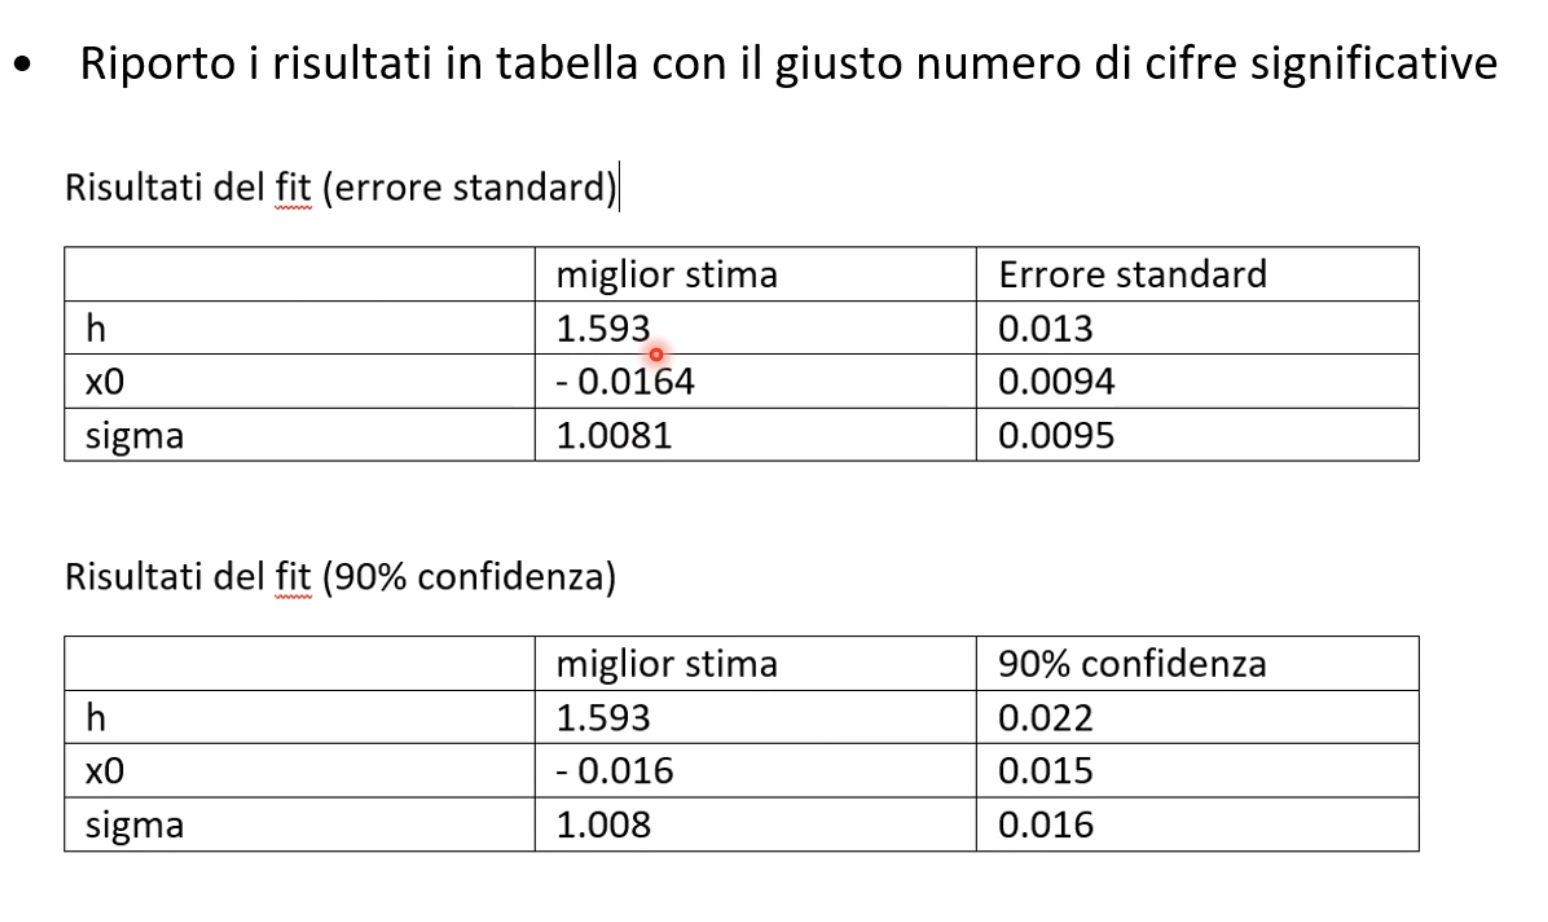 • Riporto i risultati in tabella con il giusto numero di cifre significative
Risultati del fit (errore standard)
miglior stima Errore standard
h 1.593 0.013
x0 - 0.0164 0.0094
sigma 1.0081 0.0095
Risultati del fit (90% confidenza)
miglior stima 90% confidenza
h 1.593 0.022
x0 - 0.016 0.015
sigma 1.008 0.016